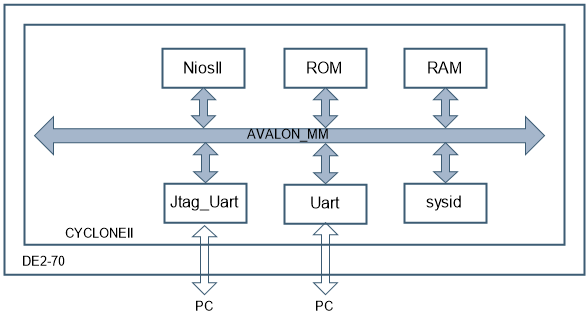 NiosII
ROM
RAM
AVALON_MM
Jtag_Uart
Uart
sysid
CYCLONEII
DE2-70
PC
PC